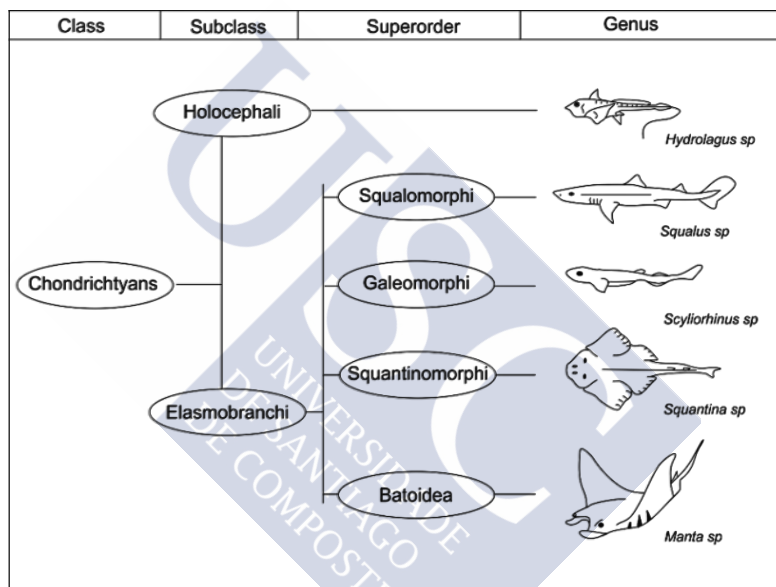 Class Subclass Superorder Genus
Holocephali
Hydrolagus sp
Squalomorphi
Squalus sp
Chondrichtyans
Galeomorphi
Scyliorhinus sp
Squantinomorphi
Squantina sp
Elasmobranchi
Batoidea
Manta sp
USC
UNIVERSIDADE
DE SANTIAGO
DE COMPOSTE